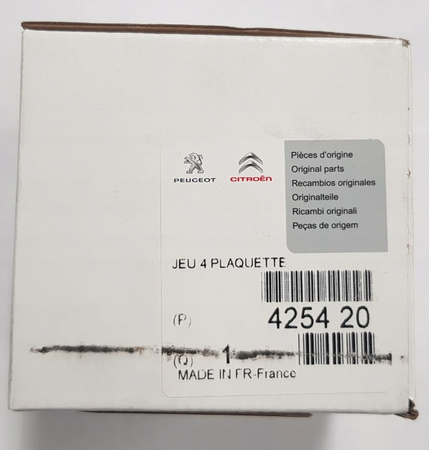 PEUGEOT
CITROËN
Pièces d'origine
Original parts
Recambios originales
Originalteile
Ricambi originali
Peças de origem
JEU 4 PLAQUETTE
(P) 4254 20
(Q) 1
MADE IN FR-France